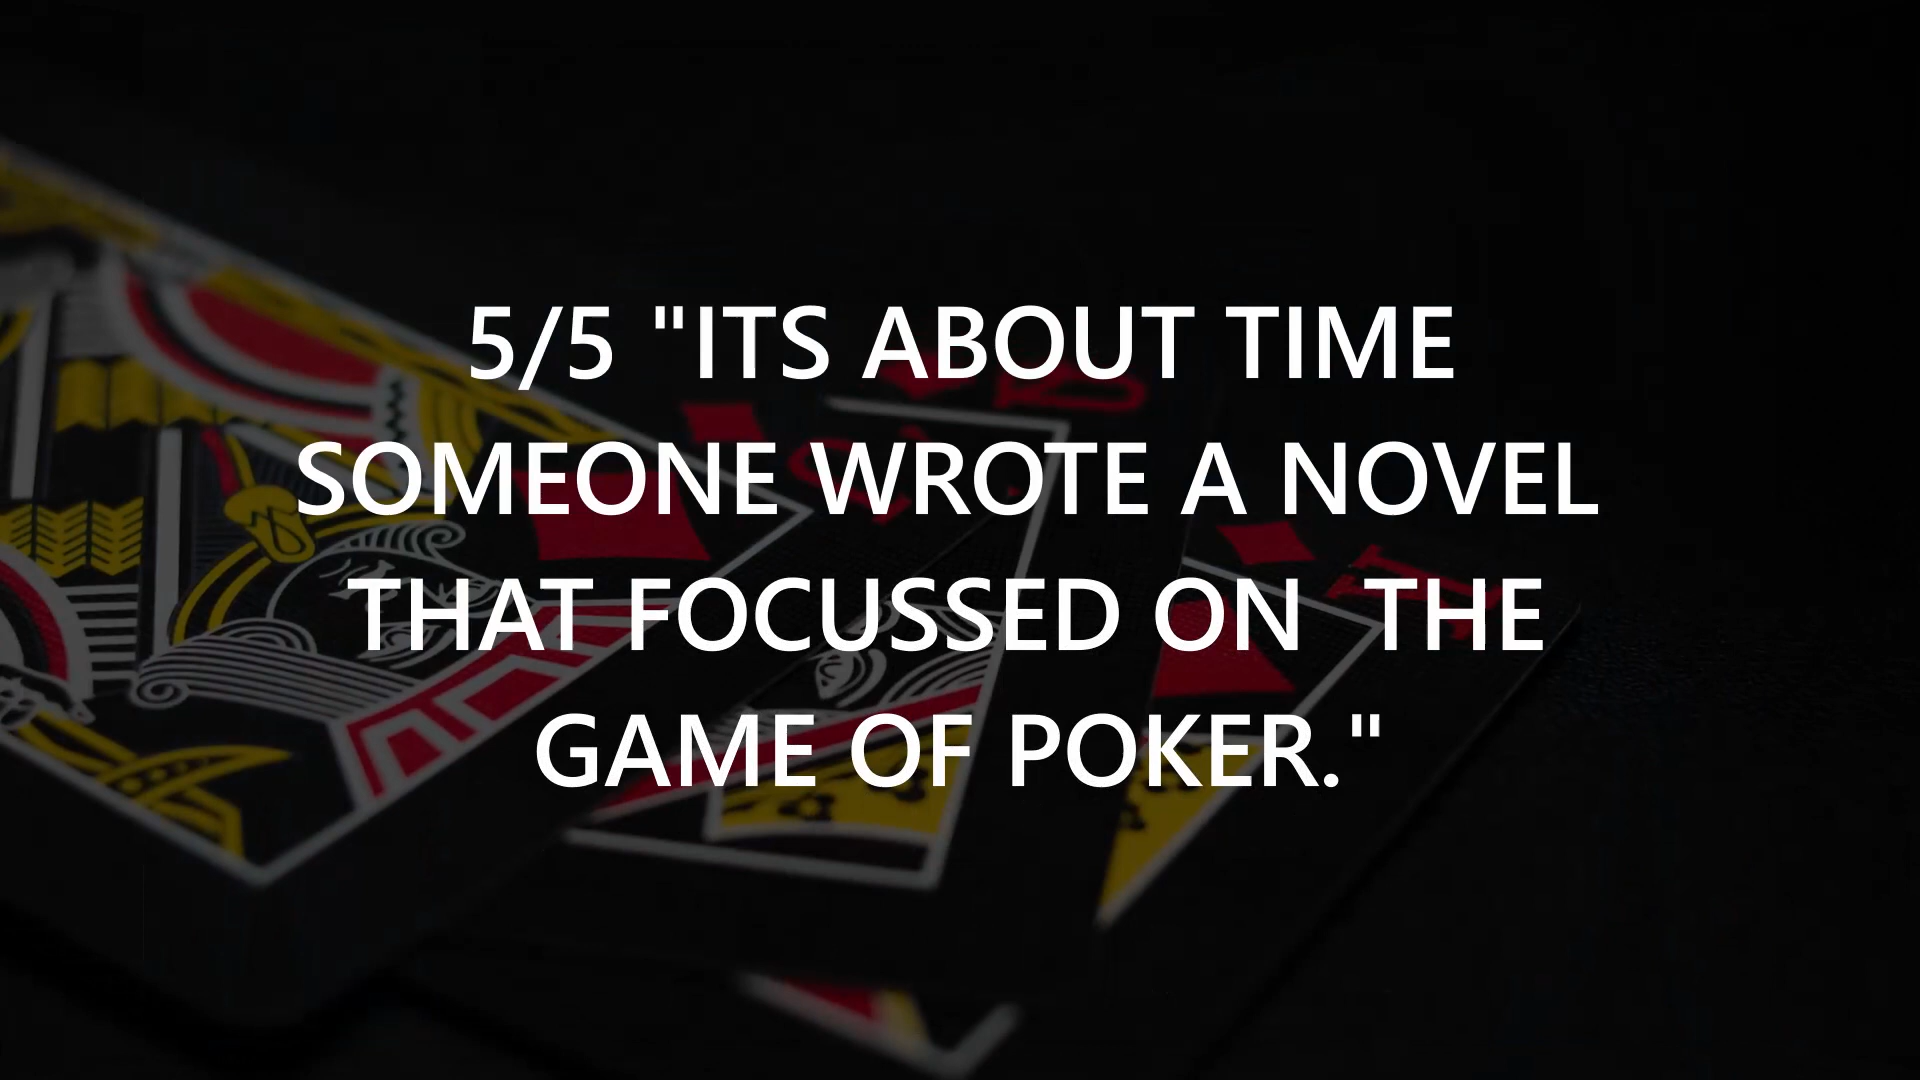 5/5 "ITS ABOUT TIME
SOMEONE WROTE A NOVEL
THAT FOCUSSED ON  THE
GAME OF POKER."